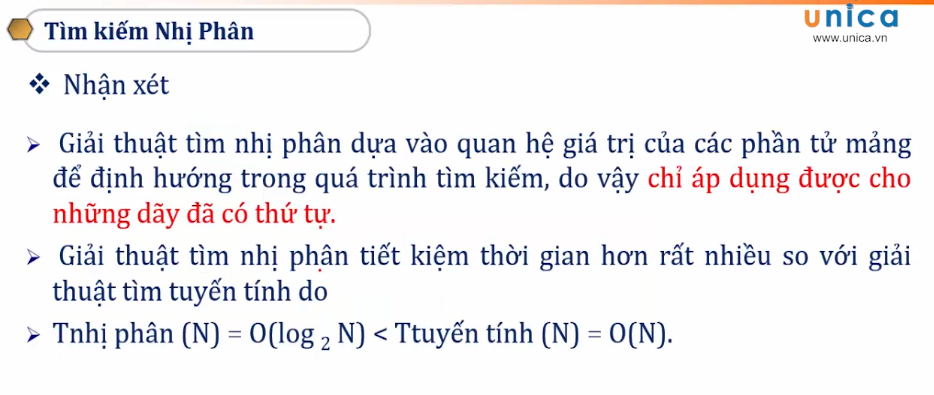 Tìm kiếm Nhị Phân
unica
www.unica.vn
❖ Nhận xét
➢ Giải thuật tìm nhị phân dựa vào quan hệ giá trị của các phần tử mảng
để định hướng trong quá trình tìm kiếm, do vậy chỉ áp dụng được cho
những dãy đã có thứ tự.
➢ Giải thuật tìm nhị phận tiết kiệm thời gian hơn rất nhiều so với giải
thuật tìm tuyến tính do
➢ Tnhị phân (N) = O(log ₂ N) < Ttuyến tính (N) = O(N).